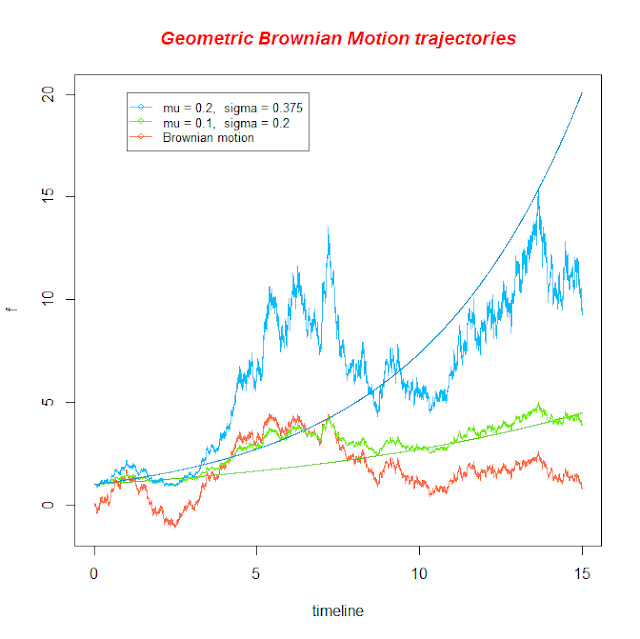 Geometric Brownian Motion trajectories
mu = 0.2, sigma = 0.375
mu = 0.1, sigma = 0.2
Brownian motion
20
15
10
5
0
f
0 5 10 15
timeline